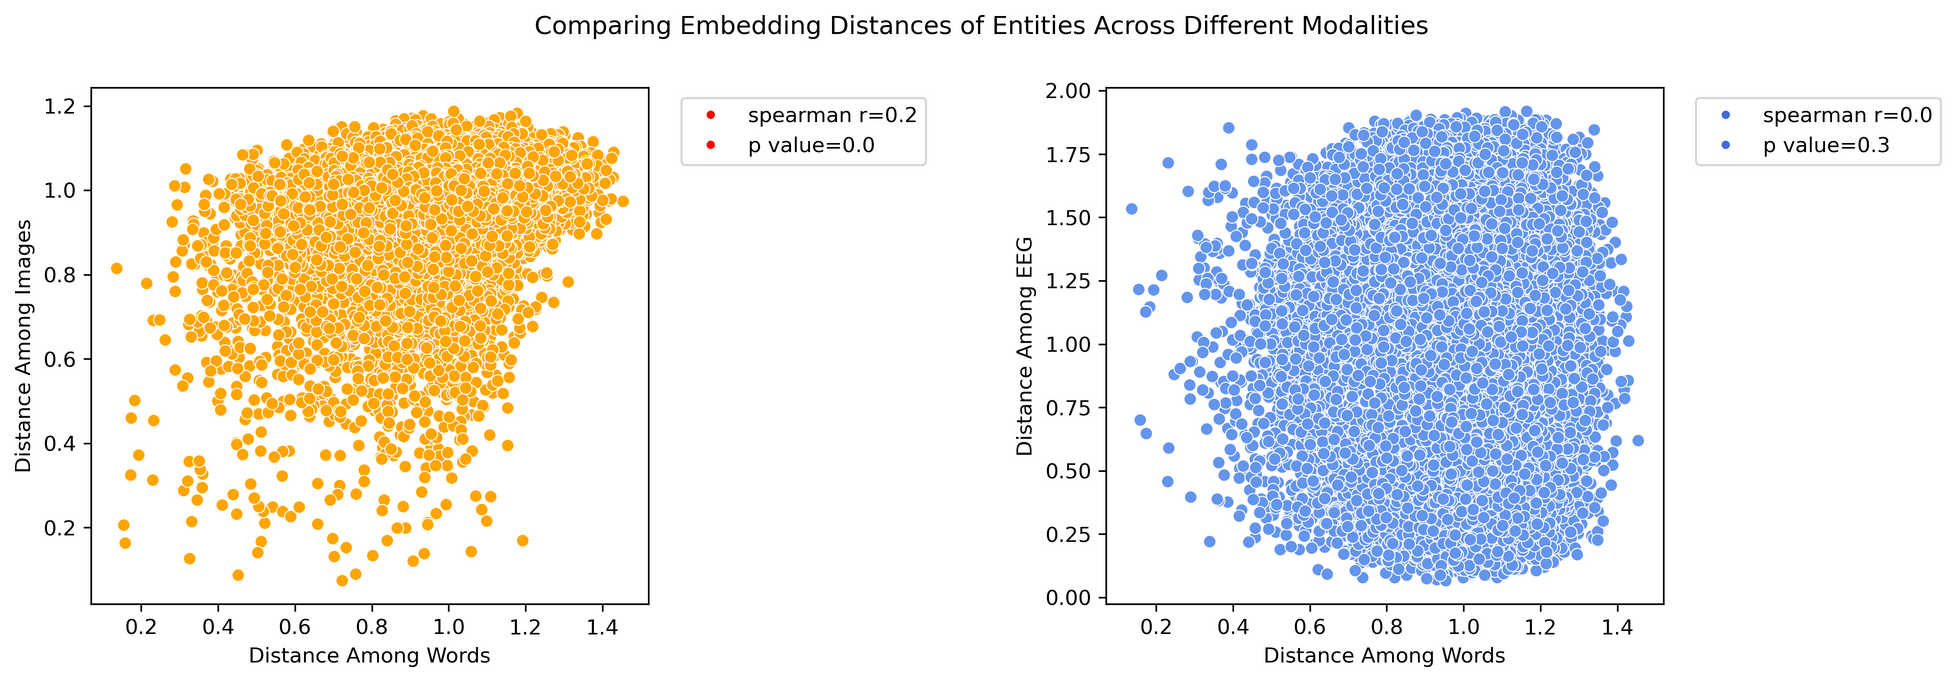 Comparing Embedding Distances of Entities Across Different Modalities
Distance Among Images
1.2
1.0
0.8
0.6
0.4
0.2
0.2 0.4 0.6 0.8 1.0 1.2 1.4
Distance Among Words
spearman r=0.2
p value=0.0
Distance Among EEG
2.00
1.75
1.50
1.25
1.00
0.75
0.50
0.25
0.00
0.2 0.4 0.6 0.8 1.0 1.2 1.4
Distance Among Words
spearman r=0.0
p value=0.3